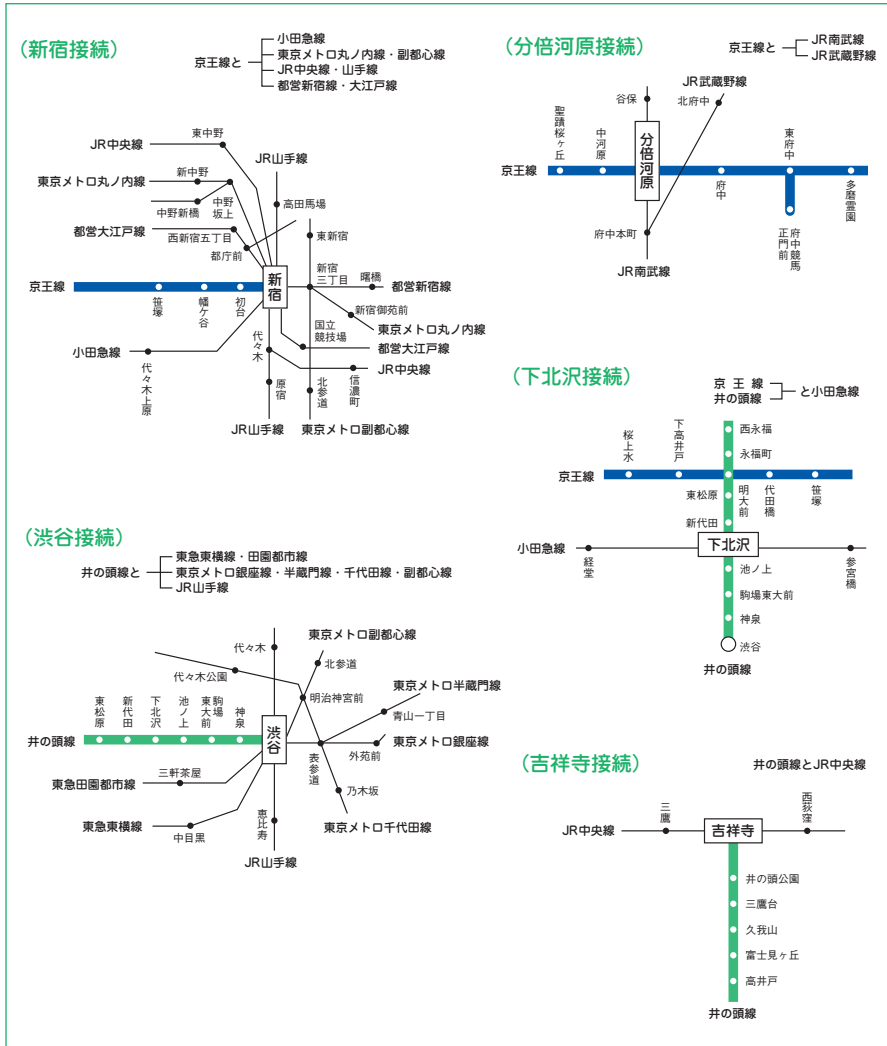 (新宿接続)
京王線と
小田急線
東京メトロ丸ノ内線・副都心線
JR中央線・山手線
都営新宿線・大江戸線
東中野
JR中央線
JR山手線
新中野
東京メトロ丸ノ内線
中野新橋
中野坂上
高田馬場
都営大江戸線
西新宿五丁目
都庁前
東新宿
新宿
新宿三丁目
曙橋
都営新宿線
京王線
笹塚
幡ケ谷
初台
新宿御苑前
東京メトロ丸ノ内線
国立競技場
都営大江戸線
小田急線
代々木上原
代々木
JR中央線
原宿
北参道
信濃町
JR山手線
東京メトロ副都心線
(分倍河原接続)
京王線と
JR南武線
JR武蔵野線
JR武蔵野線
谷保
北府中
聖蹟桜ヶ丘
中河原
分倍河原
東府中
京王線
府中
多磨霊園
府中本町
府中競馬正門前
JR南武線
(下北沢接続)
京王線
井の頭線
と小田急線
西永福
永福町
桜上水
下高井戸
京王線
東松原
明大前
代田橋
笹塚
新代田
小田急線
下北沢
経堂
参宮橋
池ノ上
駒場東大前
神泉
渋谷
井の頭線
(渋谷接続)
井の頭線と
東急東横線・田園都市線
東京メトロ銀座線・半蔵門線・千代田線・副都心線
JR山手線
代々木
東京メトロ副都心線
北参道
代々木公園
明治神宮前
東京メトロ半蔵門線
青山一丁目
東松原
新代田
下北沢
池ノ上
駒場東大前
神泉
渋谷
井の頭線
東京メトロ銀座線
外苑前
表参道
三軒茶屋
東急田園都市線
乃木坂
東急東横線
中目黒
恵比寿
東京メトロ千代田線
JR山手線
(吉祥寺接続)
井の頭線とJR中央線
三鷹
西荻窪
JR中央線
吉祥寺
井の頭公園
三鷹台
久我山
富士見ヶ丘
高井戸
井の頭線